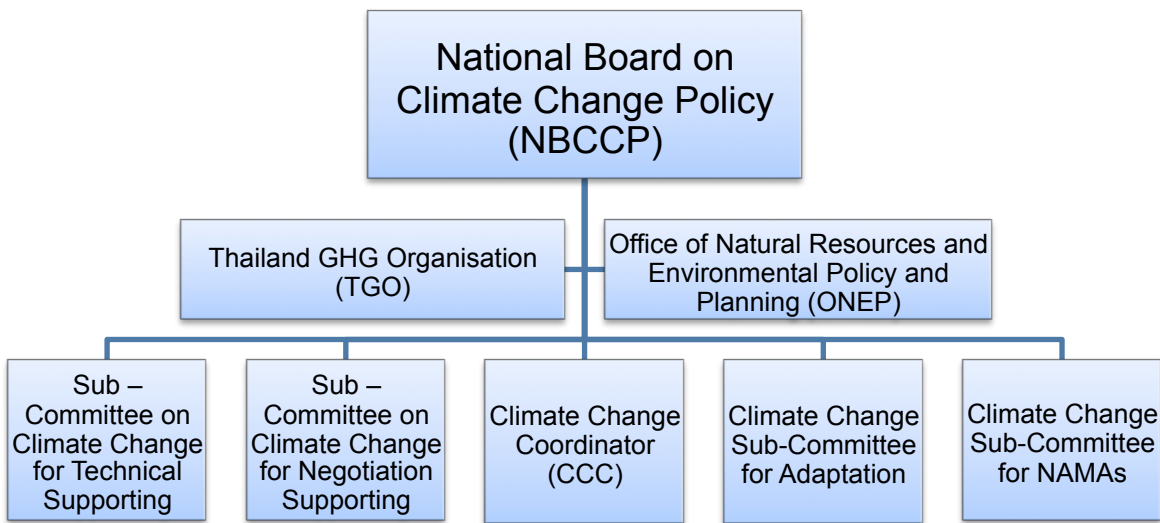 National Board on
Climate Change Policy
(NBCCP)
Thailand GHG Organisation
(TGO)
Office of Natural Resources and
Environmental Policy and
Planning (ONEP)
Sub –
Committee on
Climate Change
for Technical
Supporting
Sub –
Committee on
Climate Change
for Negotiation
Supporting
Climate Change
Coordinator
(CCC)
Climate Change
Sub-Committee
for Adaptation
Climate Change
Sub-Committee
for NAMAs